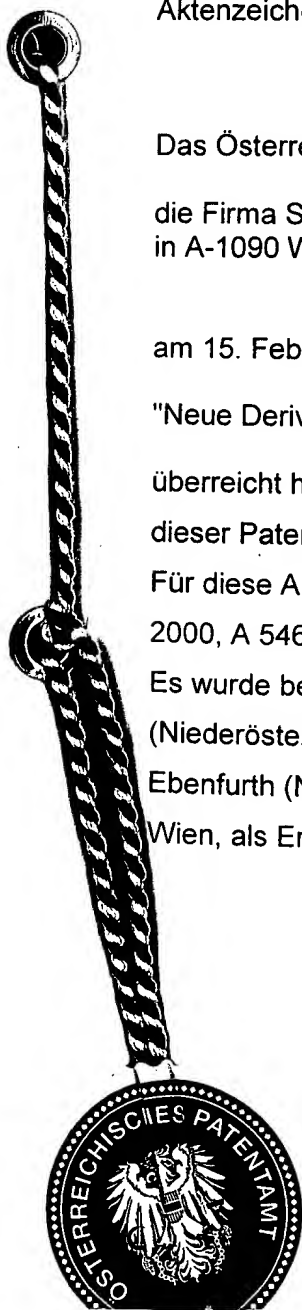 Aktenzeich
Das Österre
die Firma S
in A-1090 W
am 15. Feb
"Neue Deriv
überreicht h
dieser Pater
Für diese A
2000, A 546
Es wurde be
(Niederöste
Ebenfurth (N
Wien, als Er
ÖSTERREICHISCHES PATENTAMT